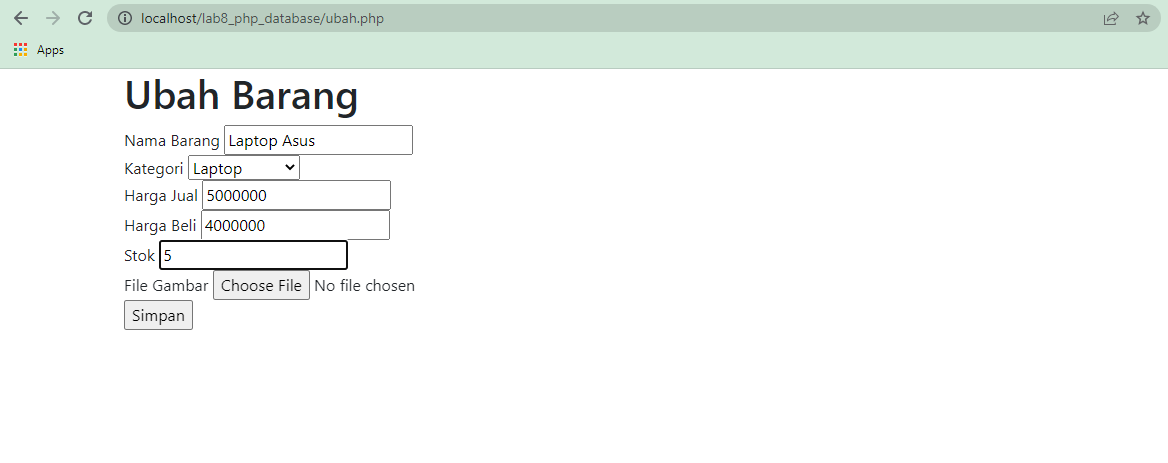 localhost/lab8_php_database/ubah.php
Apps
Ubah Barang
Nama Barang Laptop Asus
Kategori Laptop
Harga Jual 5000000
Harga Beli 4000000
Stok 5
File Gambar Choose File No file chosen
Simpan